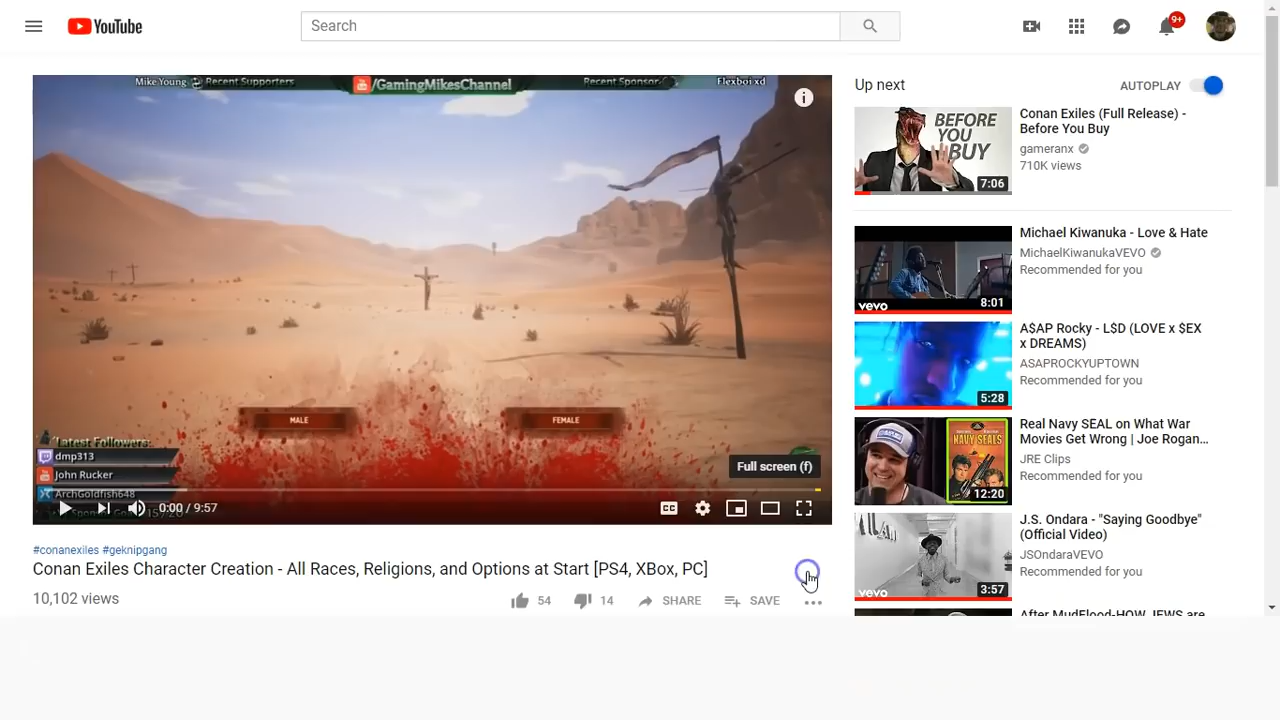 YouTube
Search
9+
Mike Young
Recent Supporters
/GamingMikesChannel
Recent Sponsor
Flexboi xd
MALE
FEMALE
Latest Followers:
dmp313
John Rucker
ArchGoldfish648
Full screen (f)
0:00 / 9:57
CC
#conanexiles #geknipgang
Conan Exiles Character Creation - All Races, Religions, and Options at Start [PS4, XBox, PC]
10,102 views
54
14
SHARE
SAVE
Up next
AUTOPLAY
BEFORE
YOU
BUY
7:06
Conan Exiles (Full Release) -
Before You Buy
gameranx
710K views
vevo
8:01
Michael Kiwanuka - Love & Hate
MichaelKiwanukaVEVO
Recommended for you
5:28
A$AP Rocky - L$D (LOVE x $EX
x DREAMS)
ASAPROCKYUPTOWN
Recommended for you
NAVY SEALS
12:20
Real Navy SEAL on What War
Movies Get Wrong | Joe Rogan...
JRE Clips
Recommended for you
vevo
3:57
J.S. Ondara - "Saying Goodbye"
(Official Video)
JSOndaraVEVO
Recommended for you
After MudFlood-HOW JEWS are